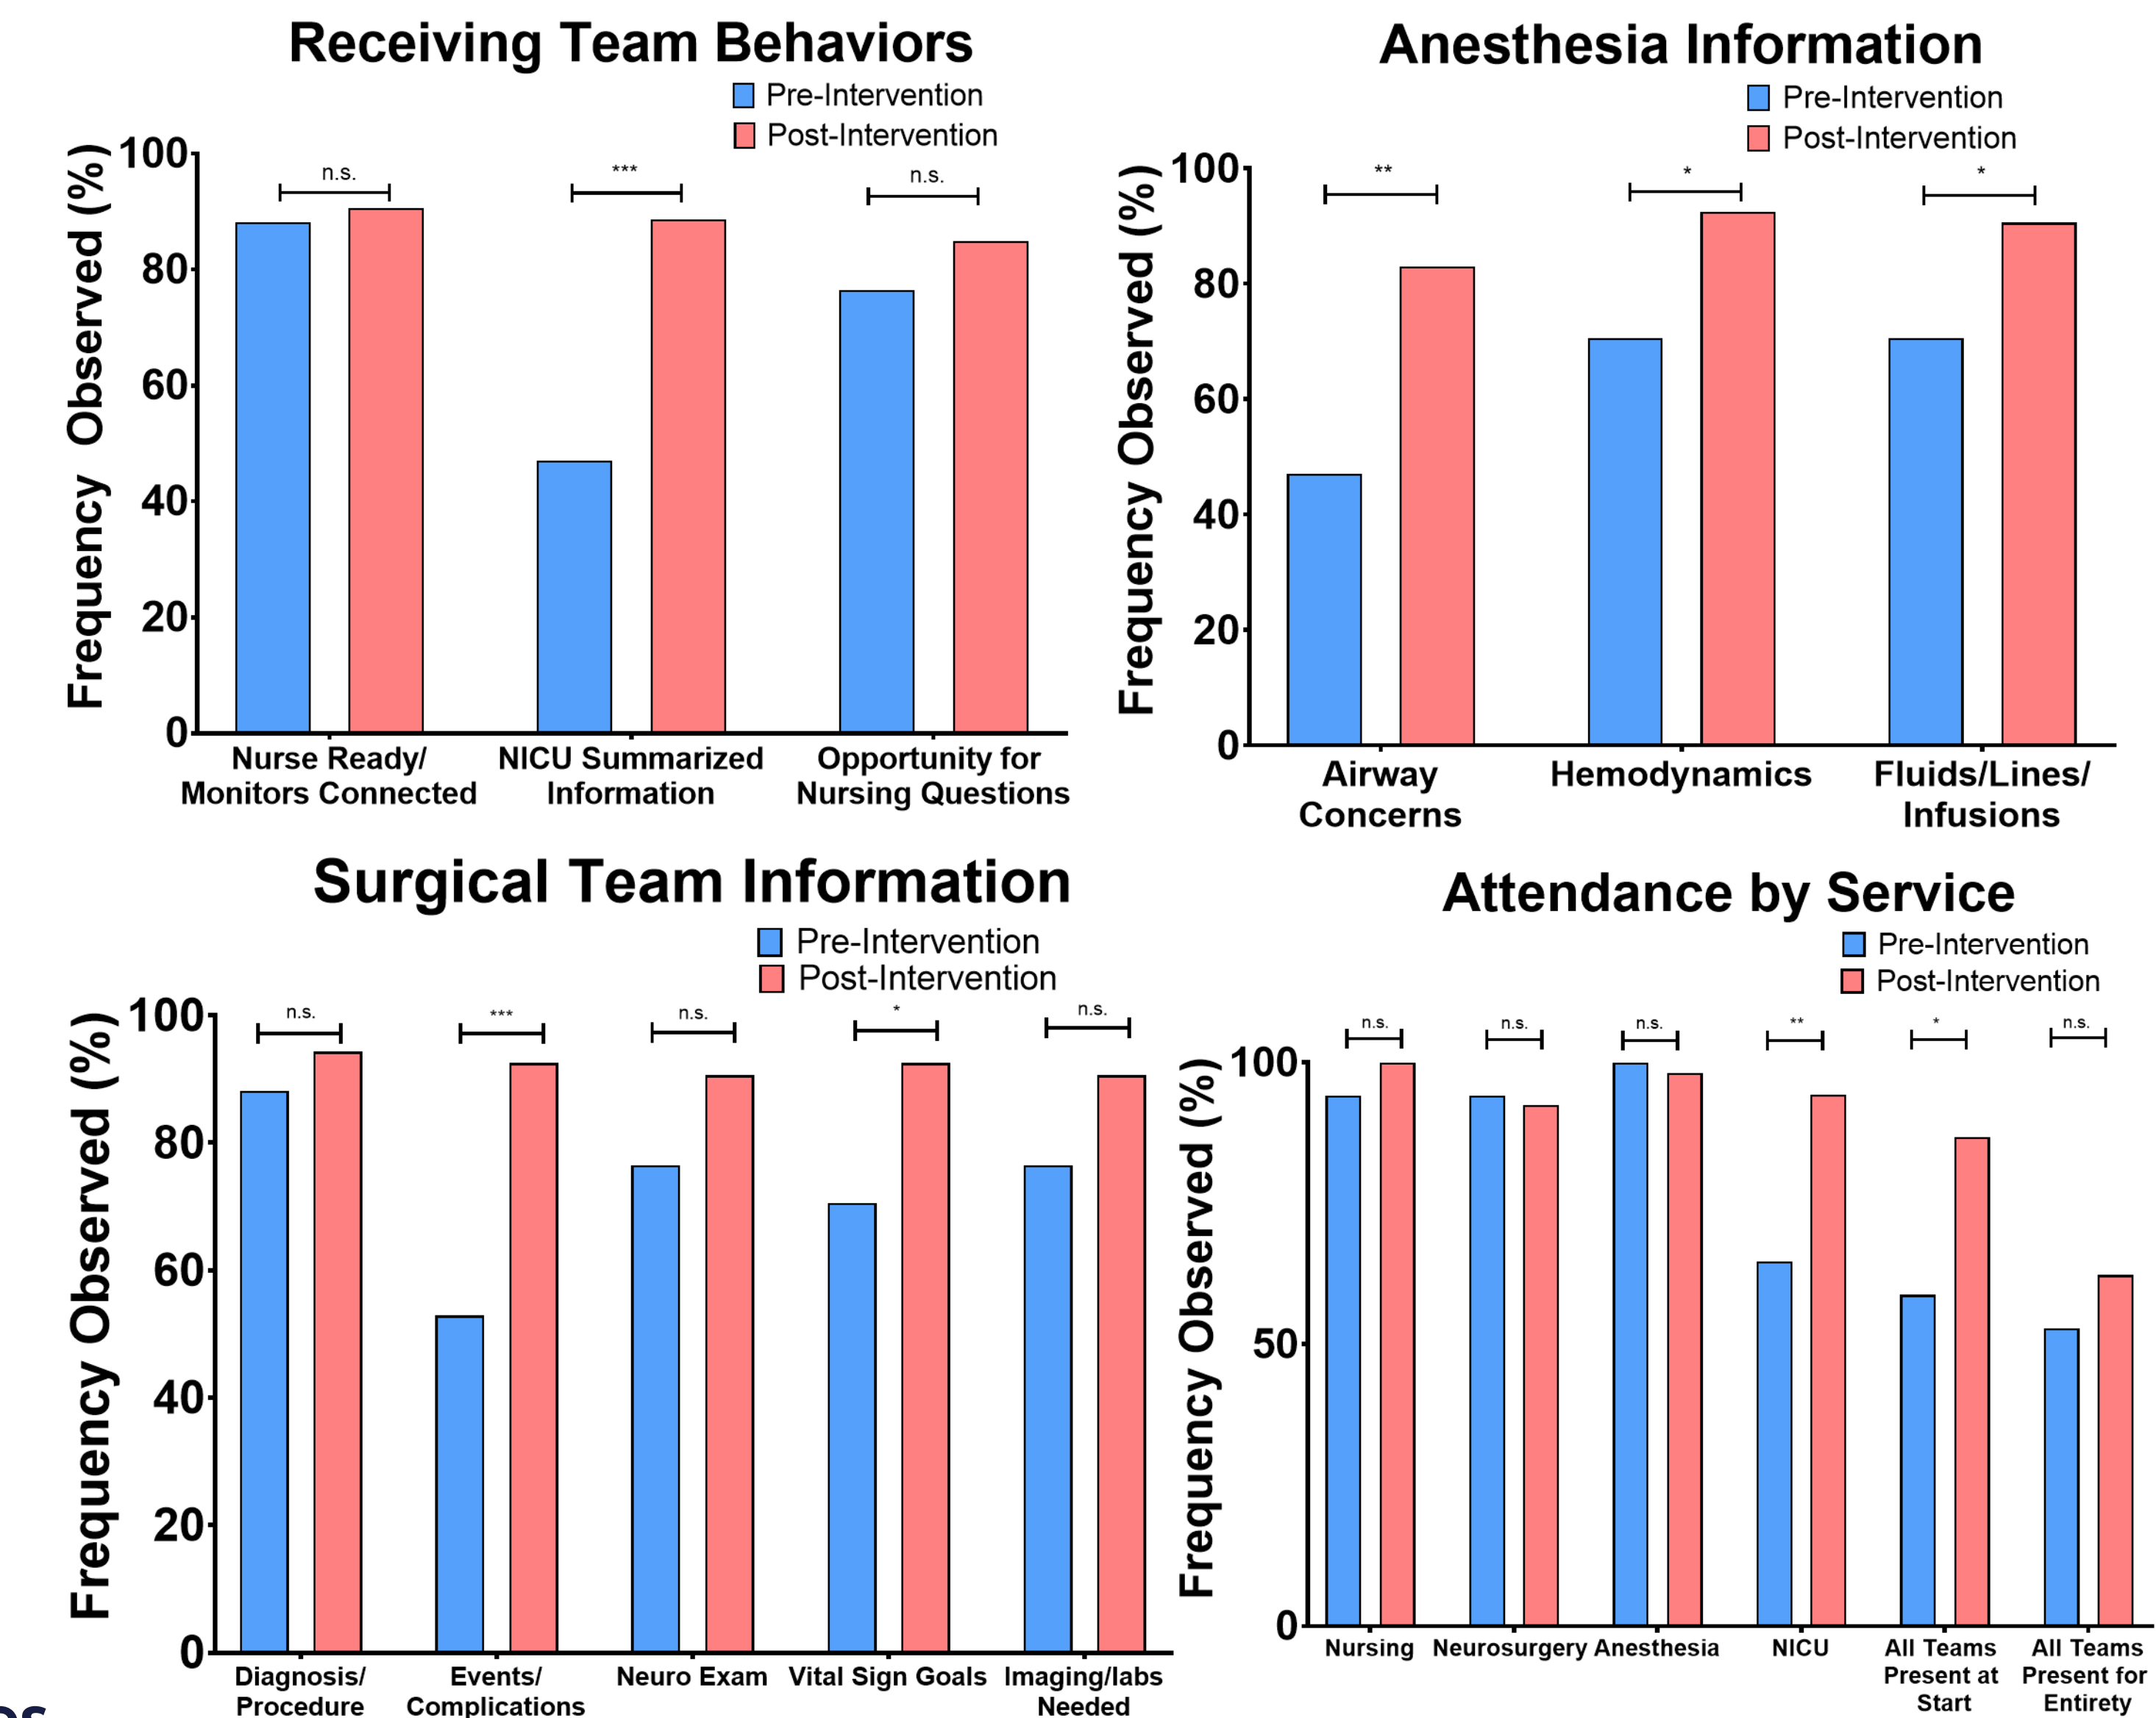 Receiving Team Behaviors
Pre-Intervention
Post-Intervention
Frequency Observed (%)
100
80
60
40
20
0
n.s.
***
n.s.
Nurse Ready/
Monitors Connected
NICU Summarized
Information
Opportunity for
Nursing Questions
Anesthesia Information
Pre-Intervention
Post-Intervention
Frequency Observed (%)
100
80
60
40
20
0
**
*
*
Airway
Concerns
Hemodynamics
Fluids/Lines/
Infusions
Surgical Team Information
Pre-Intervention
Post-Intervention
Frequency Observed (%)
100
80
60
40
20
0
n.s.
***
n.s.
*
n.s.
Diagnosis/
Procedure
Events/
Complications
Neuro Exam
Vital Sign Goals
Imaging/labs
Needed
Attendance by Service
Pre-Intervention
Post-Intervention
Frequency Observed (%)
100
50
0
n.s.
n.s.
n.s.
**
*
n.s.
Nursing
Neurosurgery
Anesthesia
NICU
All Teams
Present at
Start
All Teams
Present for
Entirety